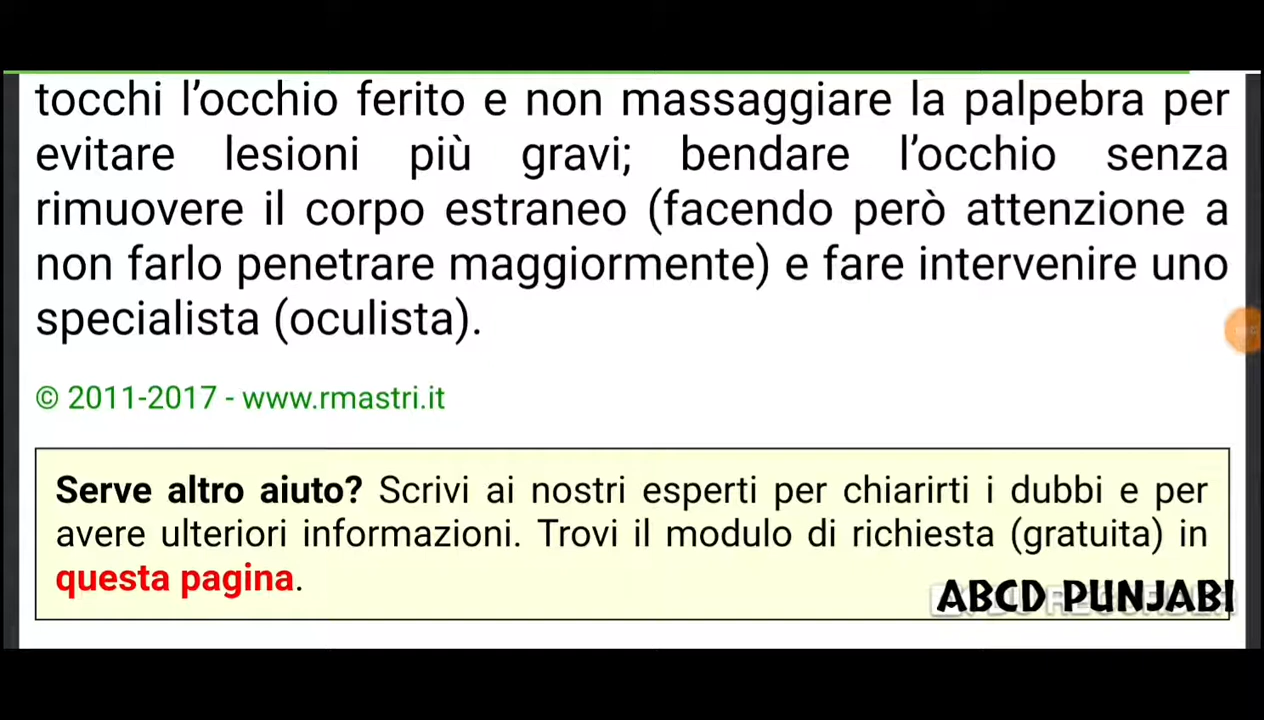 tocchi l'occhio ferito e non massaggiare la palpebra per
evitare lesioni più gravi; bendare l'occhio senza
rimuovere il corpo estraneo (facendo però attenzione a
non farlo penetrare maggiormente) e fare intervenire uno
specialista (oculista).
© 2011-2017 - www.rmastri.it
Serve altro aiuto? Scrivi ai nostri esperti per chiarirti i dubbi e per
avere ulteriori informazioni. Trovi il modulo di richiesta (gratuita) in
questa pagina.
ABCD PUNJABI